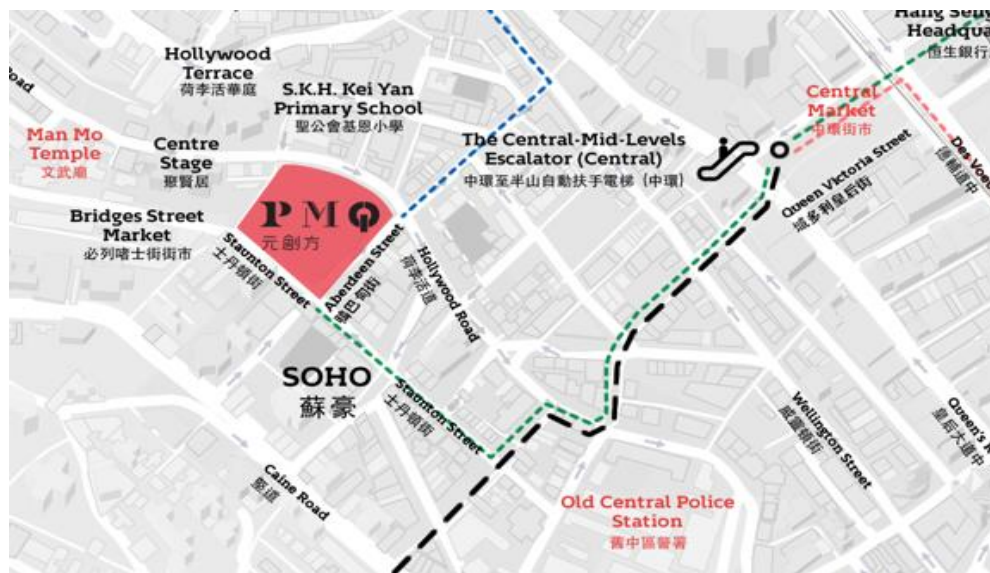 Hang Seng
Headqua
恒生銀行
Hollywood
Terrace
荷李活華庭
S.K.H. Kei Yan
Primary School
聖公會基恩小學
Central
Market
中環街市
Road
Man Mo
Temple
文武廟
Centre
Stage
聚賢居
The Central-Mid-Levels
Escalator (Central)
中環至半山自動扶手電梯（中環）
Des Voeu
德輔道中
Queen Victoria Street
域多利皇后街
Bridges Street
Market
必列啫士街街市
PMQ
元創方
Staunton Street
士丹頓街
Aberdeen Street
鴨巴甸街
Hollywood Road
荷李活道
SOHO
蘇豪
Staunton Street
士丹頓街
Wellington Street
威靈頓街
Queen's R
皇后大道中
Caine Road
堅道
Old Central Police
Station
舊中區警署